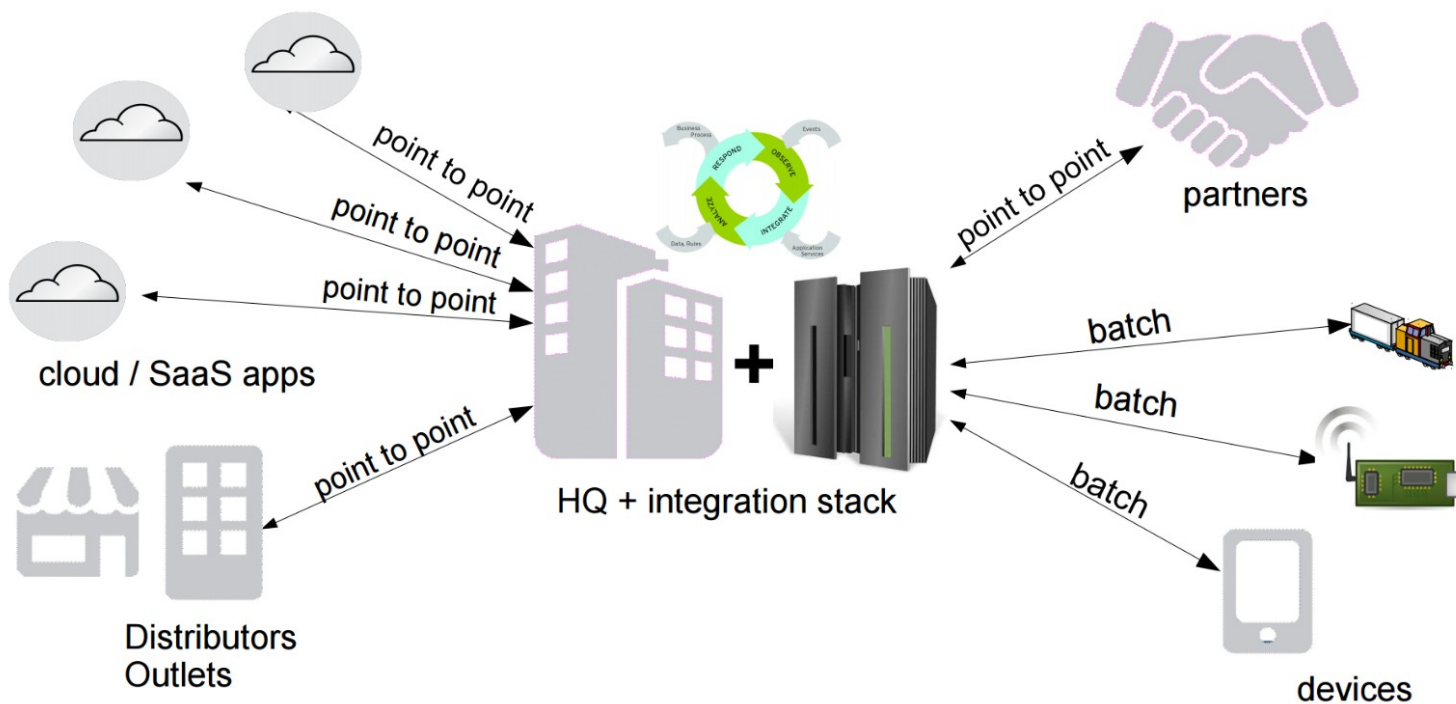 point to point
point to point
point to point
cloud / SaaS apps
point to point
Distributors
Outlets
Business
Process
Events
RESPOND
OBSERVE
ANALYZE
INTEGRATE
Data, Rules
Application
Services
+
HQ + integration stack
point to point
partners
batch
batch
batch
devices